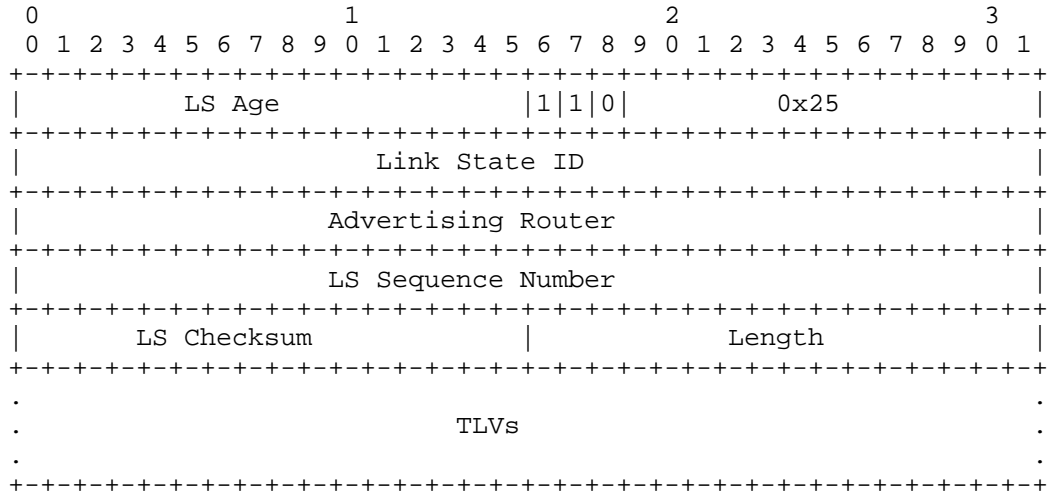 0                   1                   2                   3
 0 1 2 3 4 5 6 7 8 9 0 1 2 3 4 5 6 7 8 9 0 1 2 3 4 5 6 7 8 9 0 1
+-+-+-+-+-+-+-+-+-+-+-+-+-+-+-+-+-+-+-+-+-+-+-+-+-+-+-+-+-+-+-+-+
|          LS Age               |1|1|0|         0x25            |
+-+-+-+-+-+-+-+-+-+-+-+-+-+-+-+-+-+-+-+-+-+-+-+-+-+-+-+-+-+-+-+-+
|                      Link State ID                            |
+-+-+-+-+-+-+-+-+-+-+-+-+-+-+-+-+-+-+-+-+-+-+-+-+-+-+-+-+-+-+-+-+
|                   Advertising Router                          |
+-+-+-+-+-+-+-+-+-+-+-+-+-+-+-+-+-+-+-+-+-+-+-+-+-+-+-+-+-+-+-+-+
|                   LS Sequence Number                          |
+-+-+-+-+-+-+-+-+-+-+-+-+-+-+-+-+-+-+-+-+-+-+-+-+-+-+-+-+-+-+-+-+
|       LS Checksum             |            Length             |
+-+-+-+-+-+-+-+-+-+-+-+-+-+-+-+-+-+-+-+-+-+-+-+-+-+-+-+-+-+-+-+-+
.                                                               .
.                           TLVs                                .
.                                                               .
+-+-+-+-+-+-+-+-+-+-+-+-+-+-+-+-+-+-+-+-+-+-+-+-+-+-+-+-+-+-+-+-+